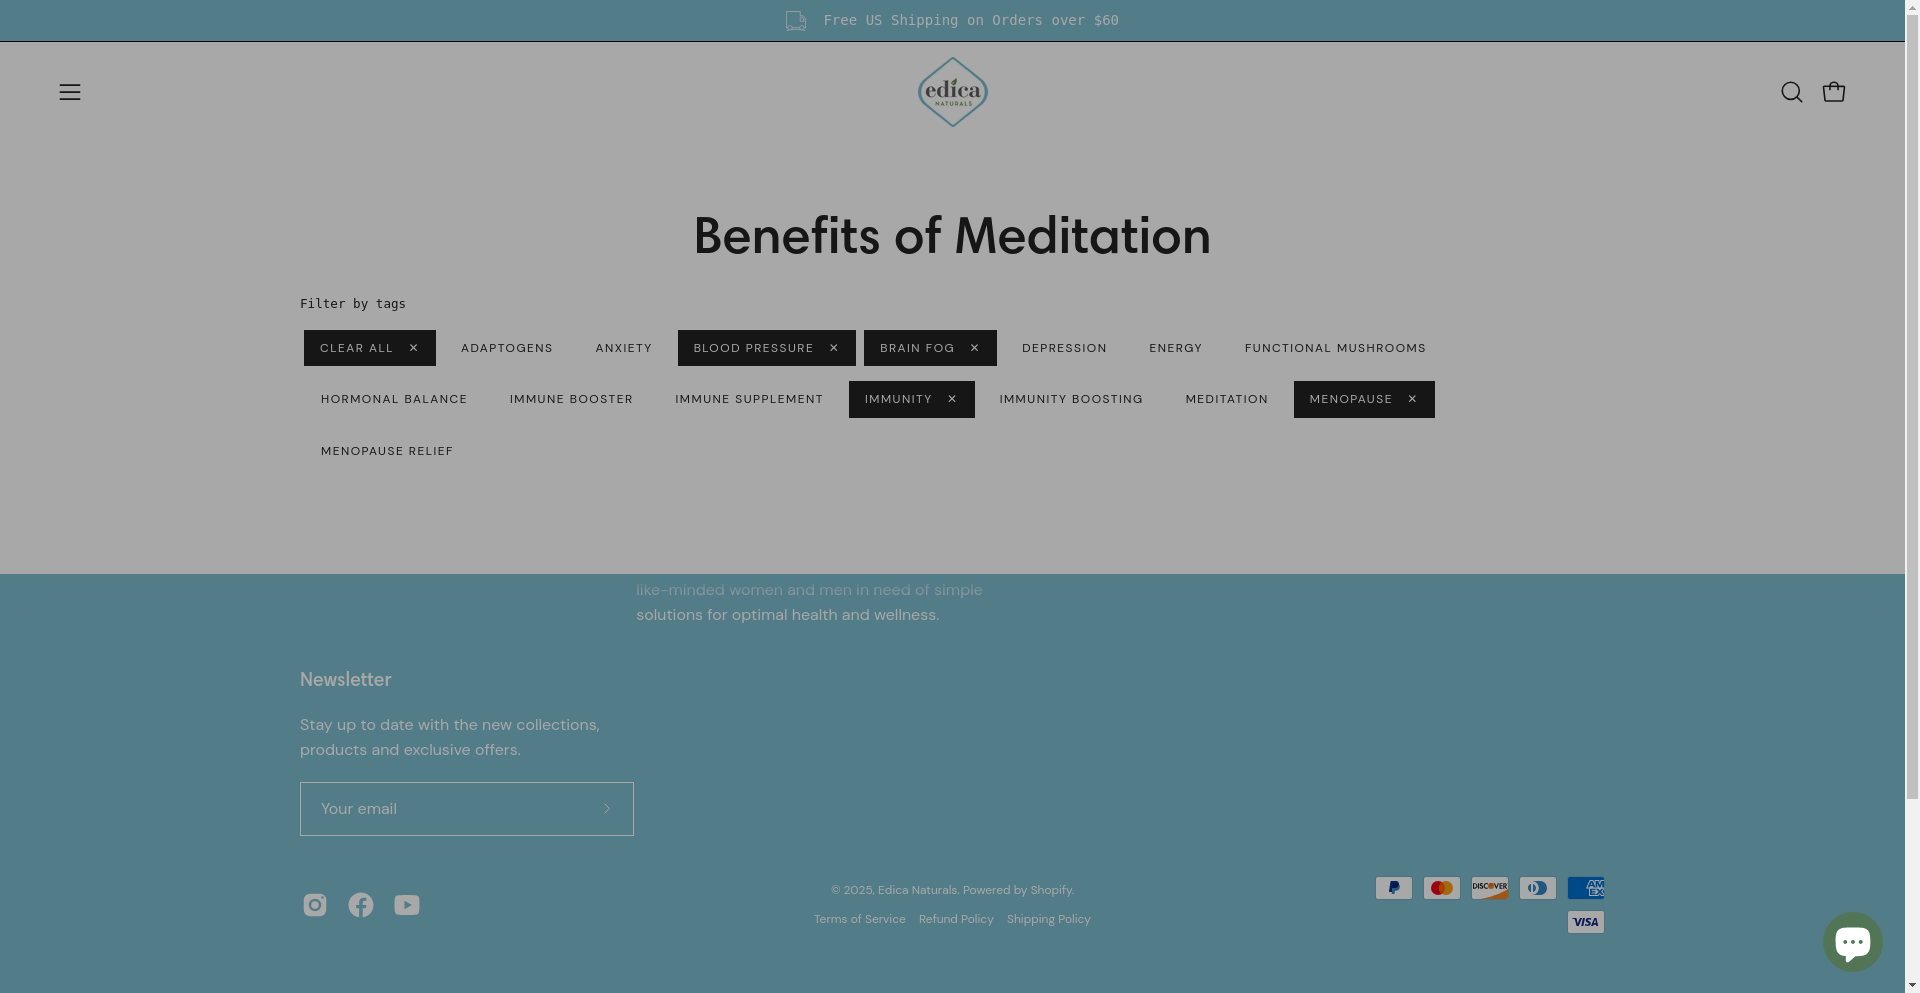 Free US Shipping on Orders over $60
edica
NATURALS
Benefits of Meditation
Filter by tags
CLEAR ALL ✕ ADAPTOGENS ANXIETY BLOOD PRESSURE ✕ BRAIN FOG ✕ DEPRESSION ENERGY FUNCTIONAL MUSHROOMS
HORMONAL BALANCE IMMUNE BOOSTER IMMUNE SUPPLEMENT IMMUNITY ✕ IMMUNITY BOOSTING MEDITATION MENOPAUSE ✕
MENOPAUSE RELIEF
like-minded women and men in need of simple
solutions for optimal health and wellness.
Newsletter
Stay up to date with the new collections,
products and exclusive offers.
Your email
© 2025, Edica Naturals. Powered by Shopify.
Terms of Service Refund Policy Shipping Policy
DISCOVER
AM
EX
VISA